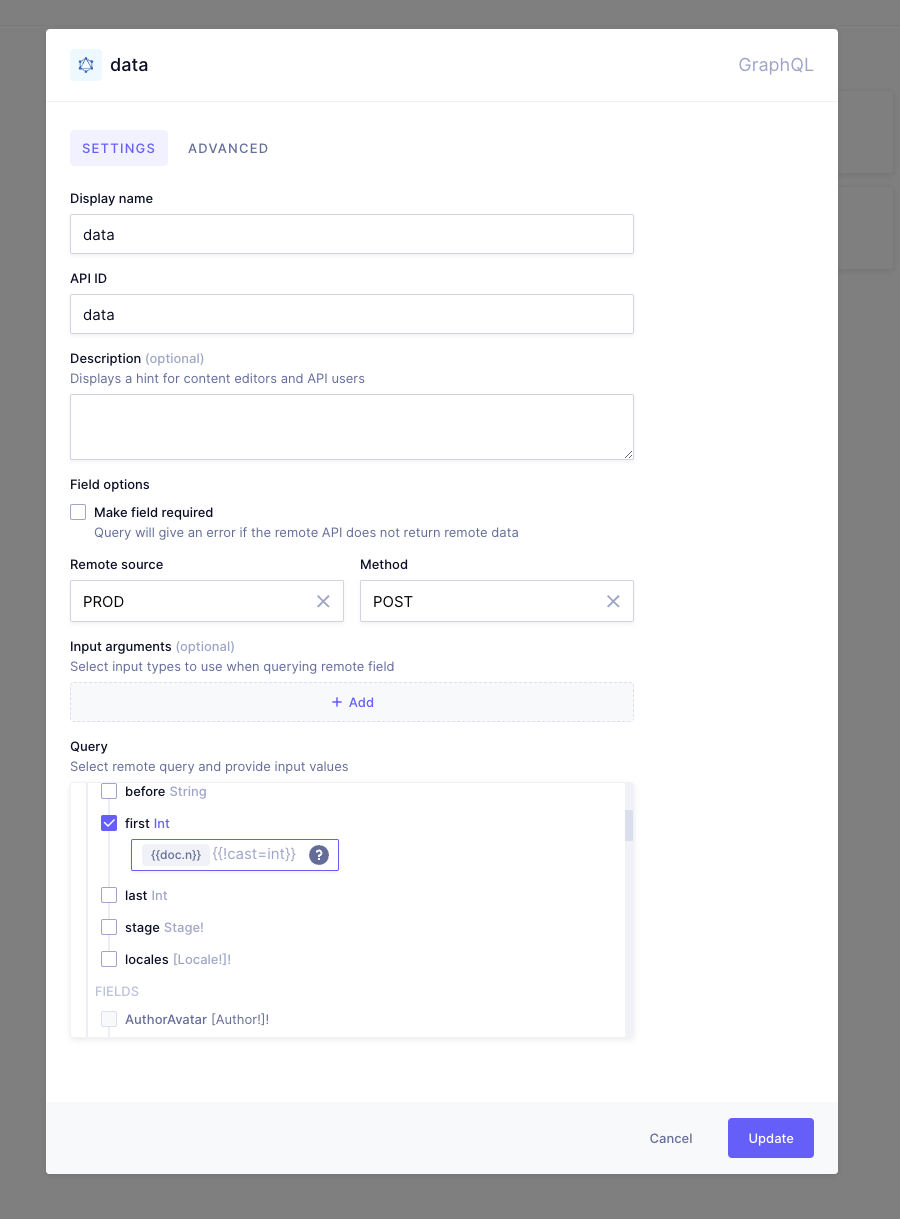 data
GraphQL
SETTINGS
ADVANCED
Display name
data
API ID
data
Description (optional)
Displays a hint for content editors and API users
Field options
Make field required
Query will give an error if the remote API does not return remote data
Remote source
Method
PROD
POST
Input arguments (optional)
Select input types to use when querying remote field
+ Add
Query
Select remote query and provide input values
before String
first Int
{{doc.n}} {{!cast=int}} ?
last Int
stage Stage!
locales [Locale!]!
FIELDS
AuthorAvatar [Author!]!
Cancel
Update